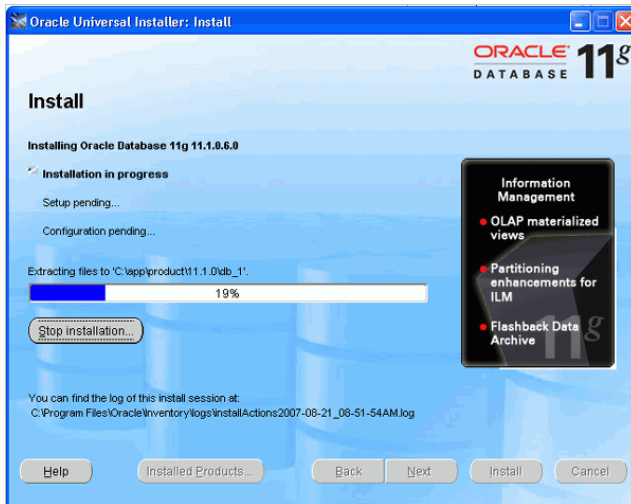 Oracle Universal Installer: Install
ORACLE
DATABASE 11g
Install
Installing Oracle Database 11g 11.1.0.6.0
Installation in progress
Setup pending...
Configuration pending...
Extracting files to 'C:\app\product\11.1.0\db_1'.
19%
Stop installation...
Information
Management
OLAP materialized
views
Partitioning
enhancements for
ILM
Flashback Data
Archive
11g
You can find the log of this install session at:
C:\Program Files\Oracle\Inventory\logs\installActions2007-08-21_08-51-54AM.log
Help
Installed Products...
Back
Next
Install
Cancel